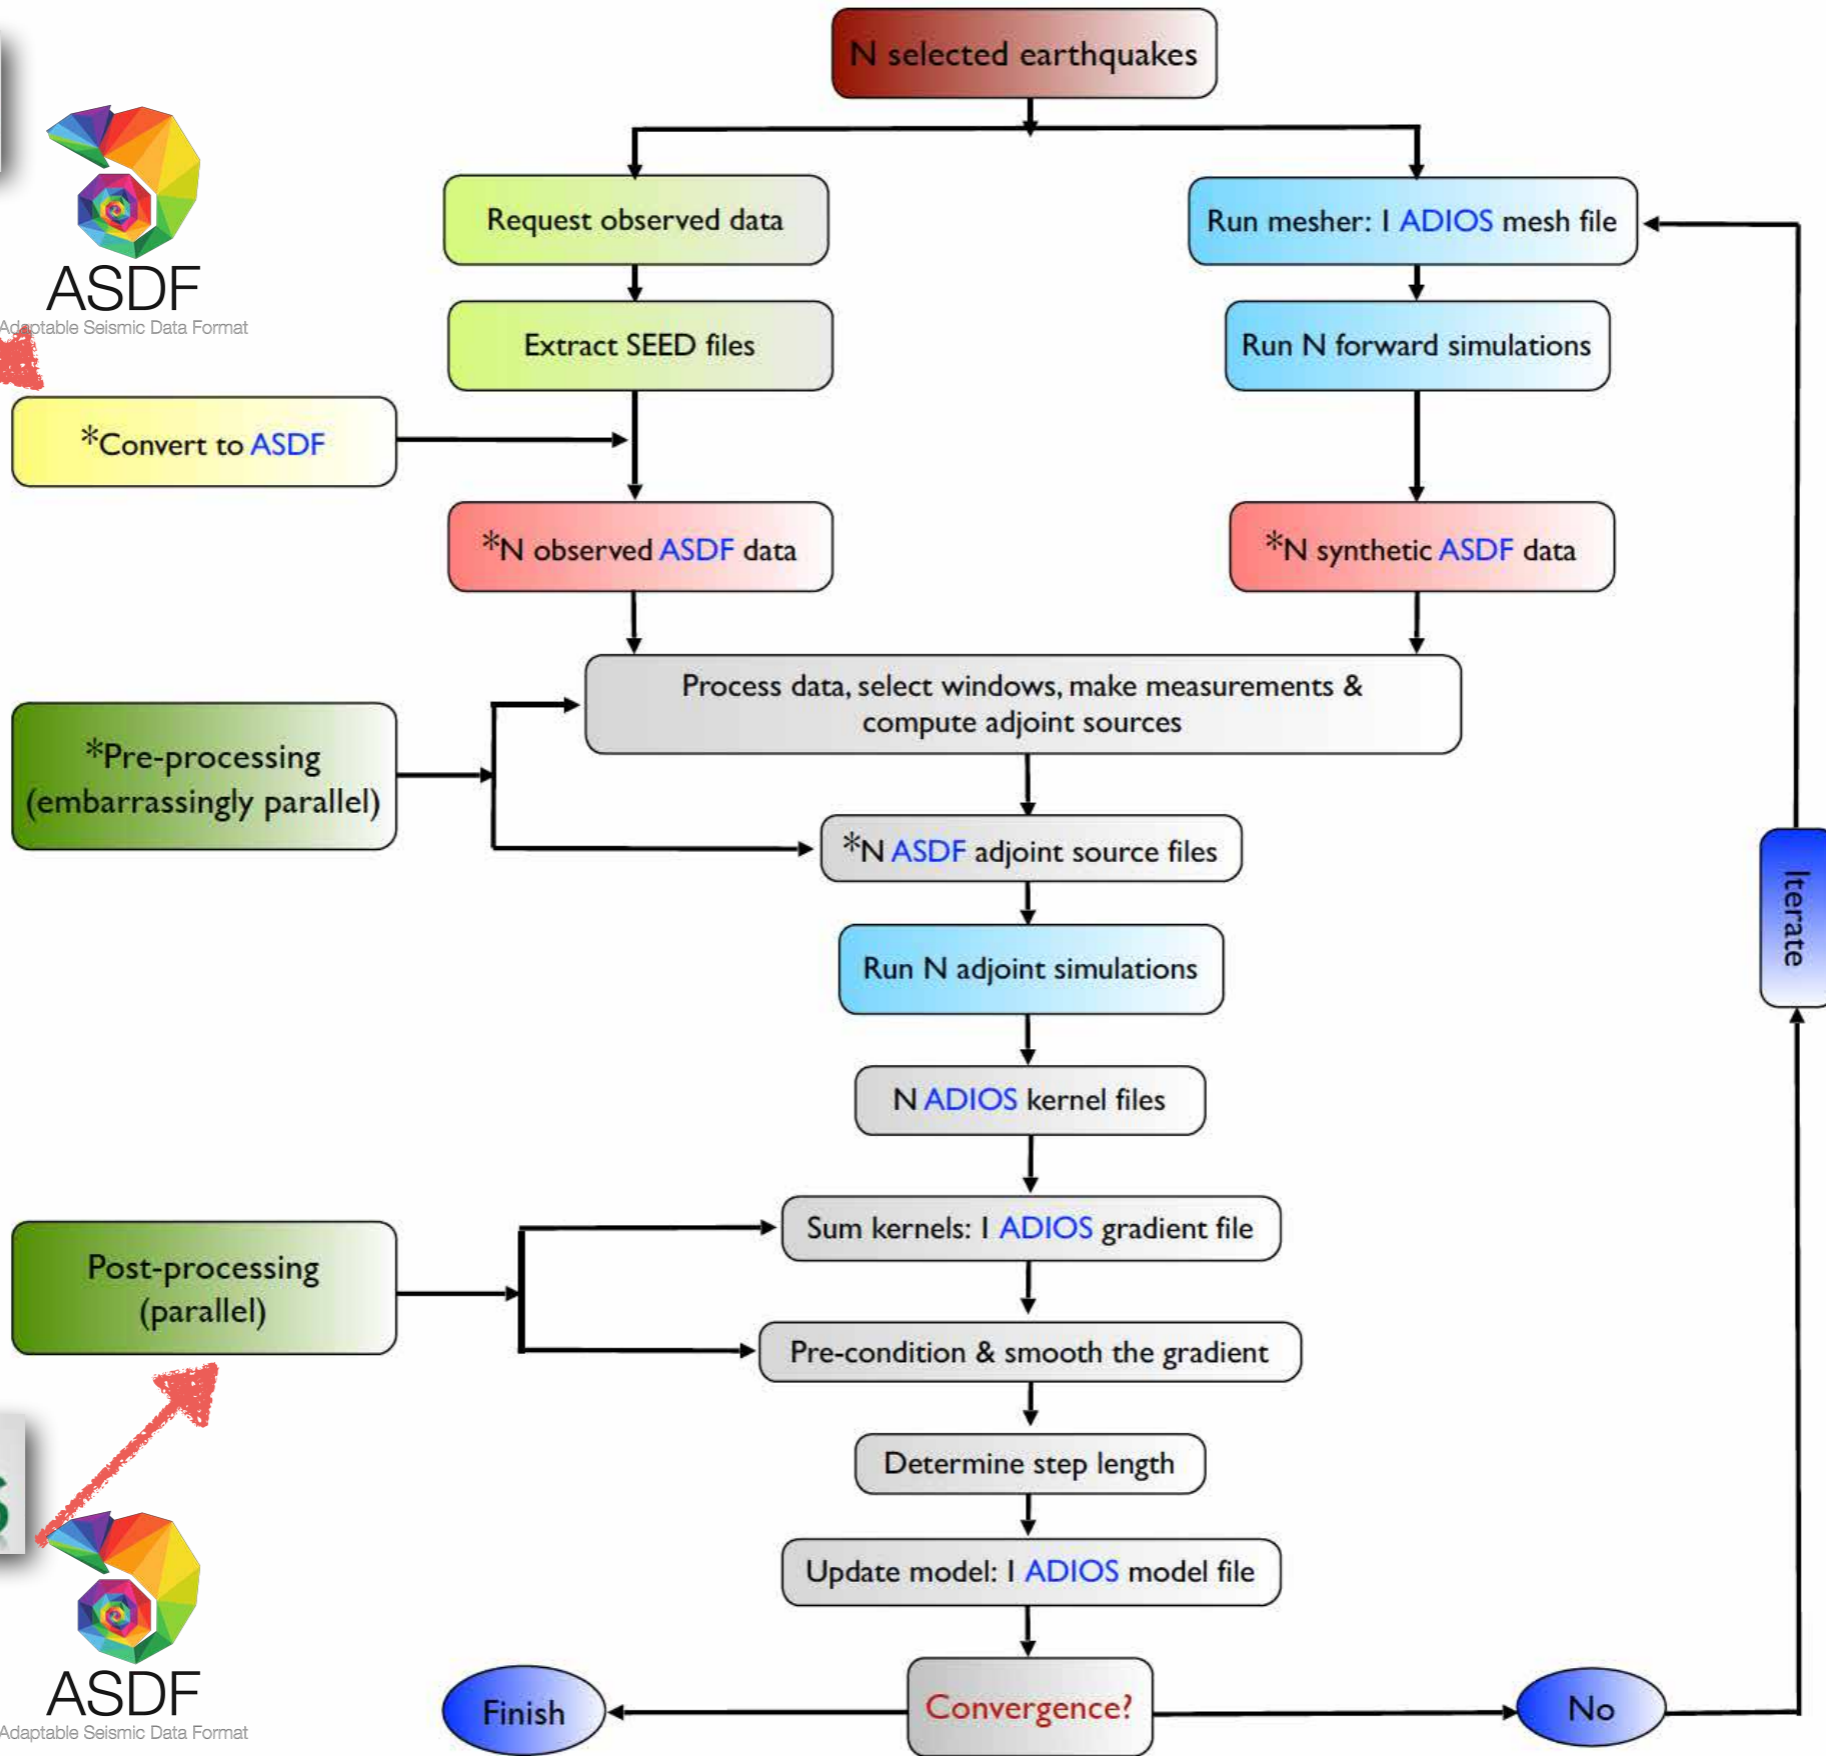 N selected earthquakes
ASDF
Adaptable Seismic Data Format
Request observed data
Run mesher: 1 ADIOS mesh file
Extract SEED files
Run N forward simulations
*Convert to ASDF
*N observed ASDF data
*N synthetic ASDF data
Process data, select windows, make measurements &
compute adjoint sources
*Pre-processing
(embarrassingly parallel)
*N ASDF adjoint source files
Iterate
Run N adjoint simulations
N ADIOS kernel files
Sum kernels: 1 ADIOS gradient file
Post-processing
(parallel)
Pre-condition & smooth the gradient
Determine step length
Update model: 1 ADIOS model file
ASDF
Adaptable Seismic Data Format
Finish
Convergence?
No